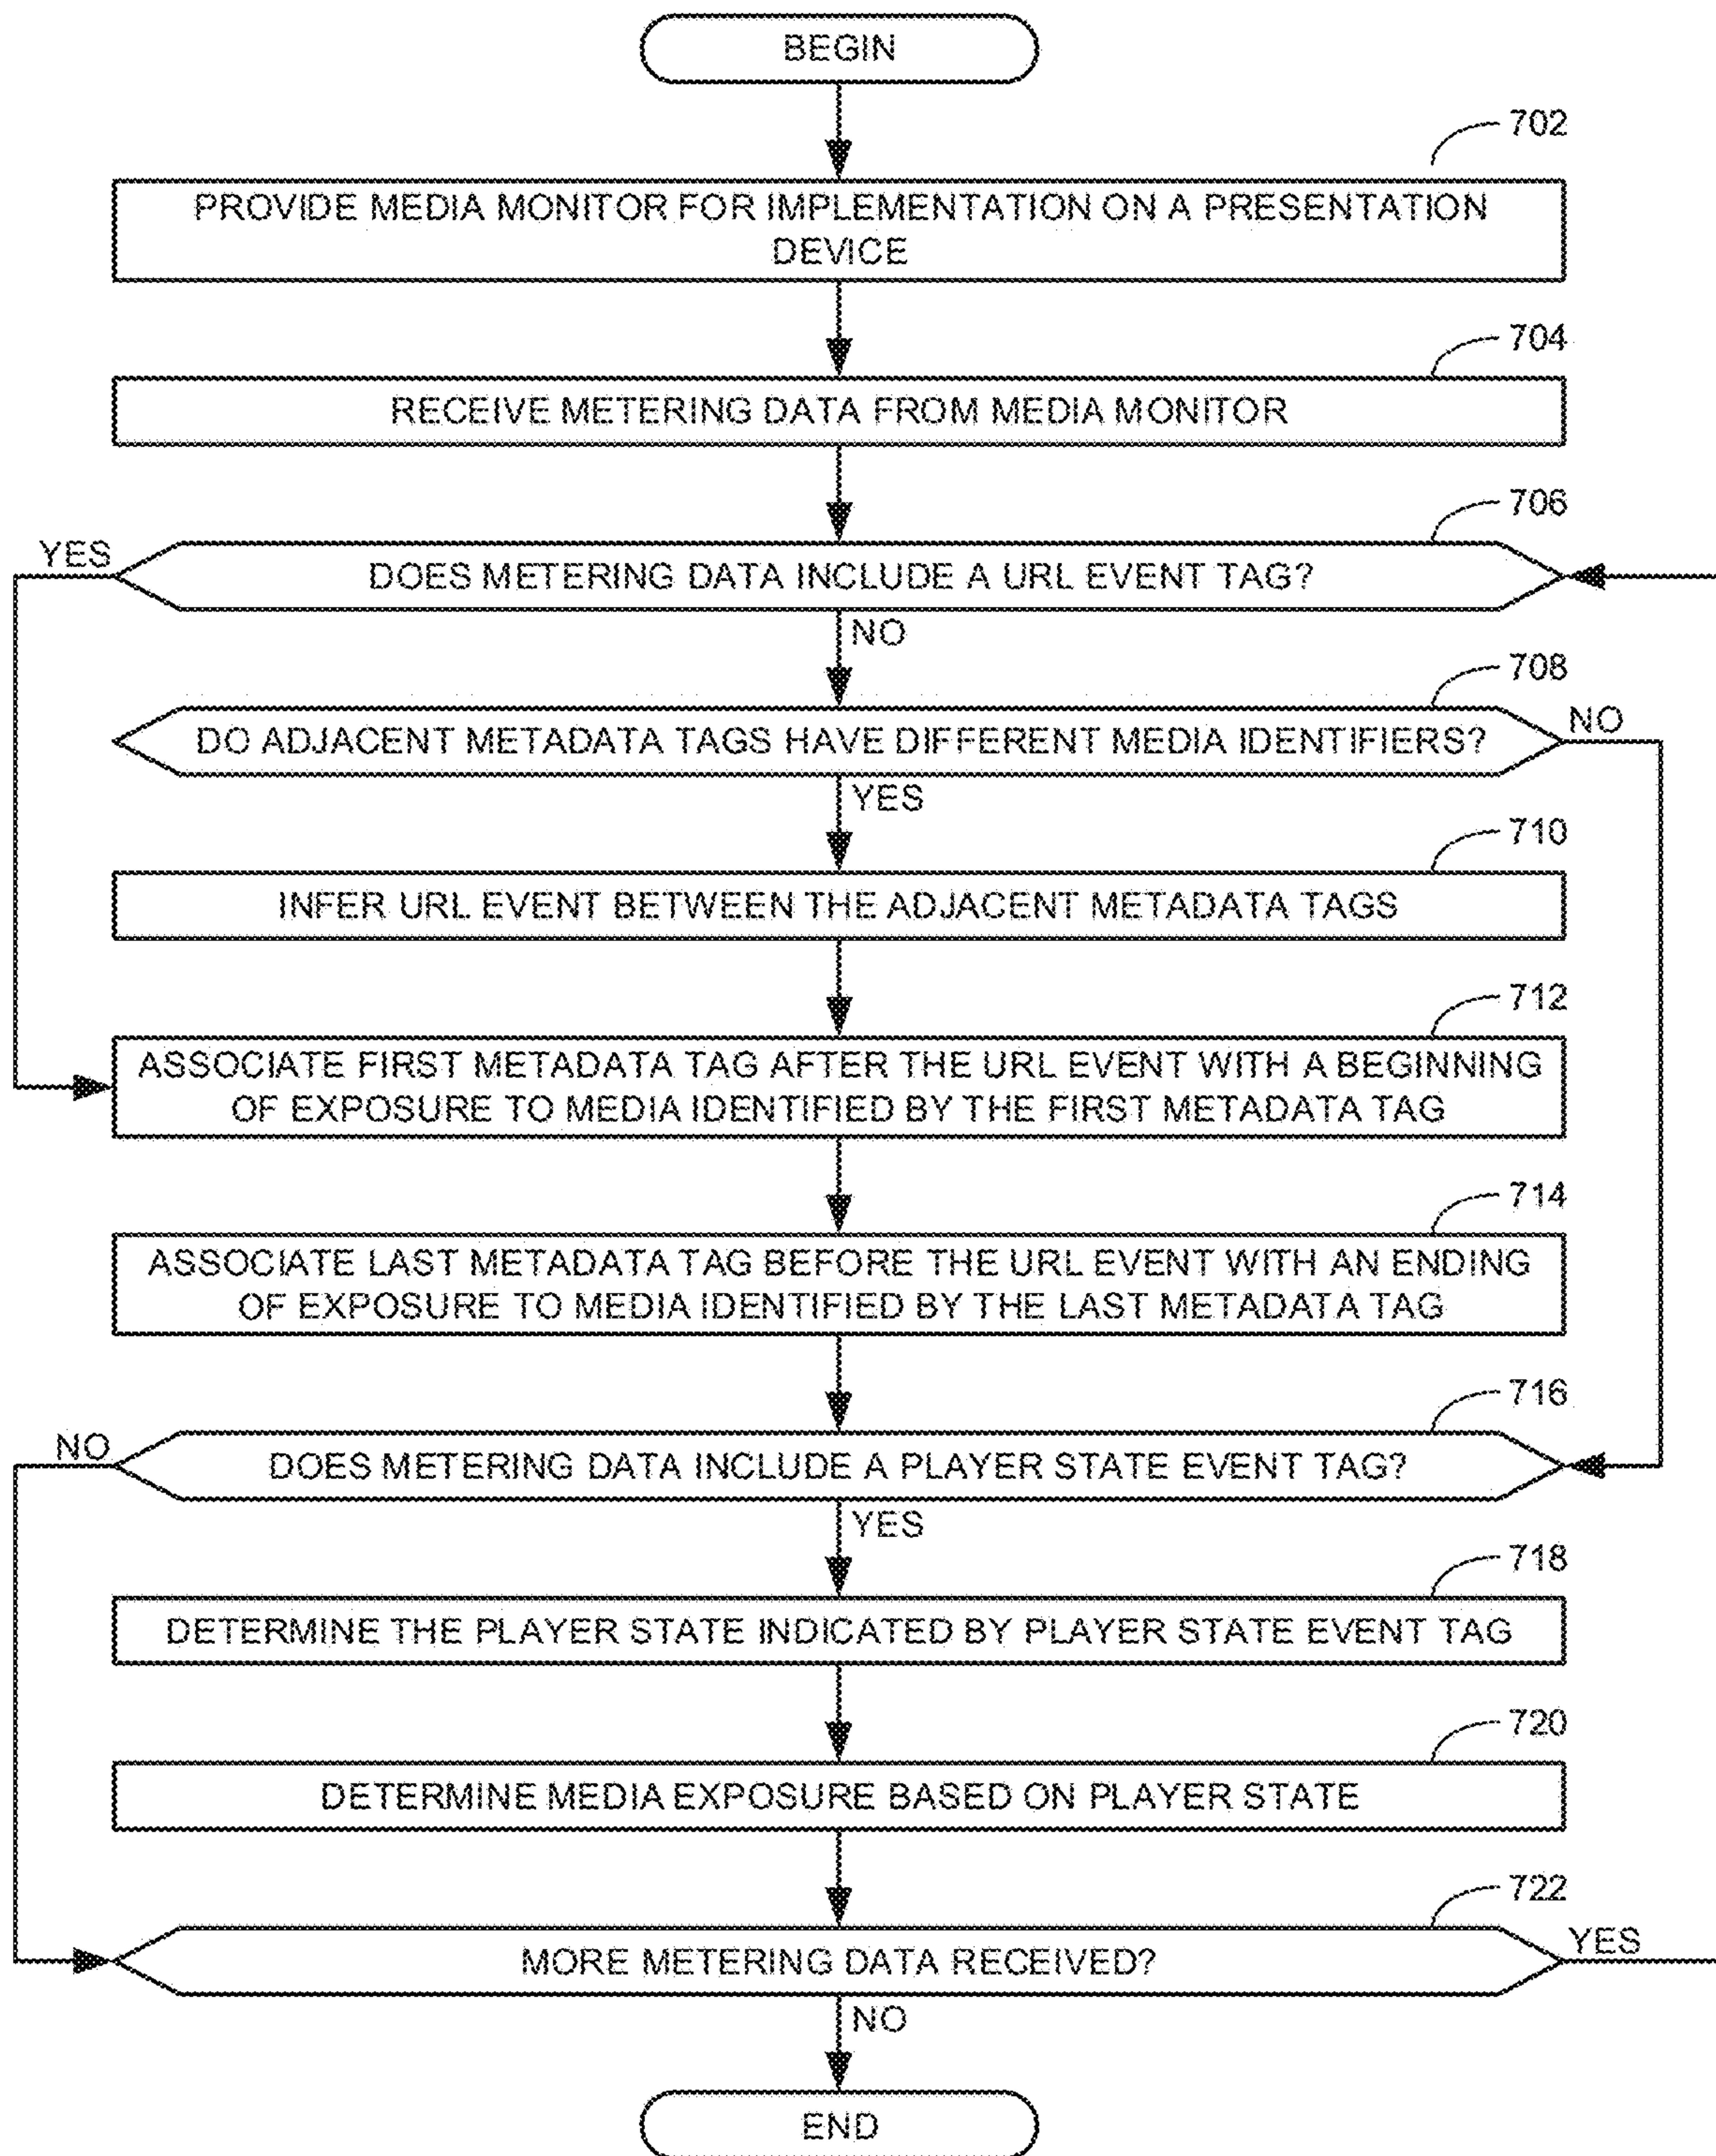 BEGIN
702
PROVIDE MEDIA MONITOR FOR IMPLEMENTATION ON A PRESENTATION
DEVICE
704
RECEIVE METERING DATA FROM MEDIA MONITOR
706
YES
DOES METERING DATA INCLUDE A URL EVENT TAG?
NO
708
NO
DO ADJACENT METADATA TAGS HAVE DIFFERENT MEDIA IDENTIFIERS?
YES
710
INFER URL EVENT BETWEEN THE ADJACENT METADATA TAGS
712
ASSOCIATE FIRST METADATA TAG AFTER THE URL EVENT WITH A BEGINNING
OF EXPOSURE TO MEDIA IDENTIFIED BY THE FIRST METADATA TAG
714
ASSOCIATE LAST METADATA TAG BEFORE THE URL EVENT WITH AN ENDING
OF EXPOSURE TO MEDIA IDENTIFIED BY THE LAST METADATA TAG
716
NO
DOES METERING DATA INCLUDE A PLAYER STATE EVENT TAG?
YES
718
DETERMINE THE PLAYER STATE INDICATED BY PLAYER STATE EVENT TAG
720
DETERMINE MEDIA EXPOSURE BASED ON PLAYER STATE
722
YES
MORE METERING DATA RECEIVED?
NO
END